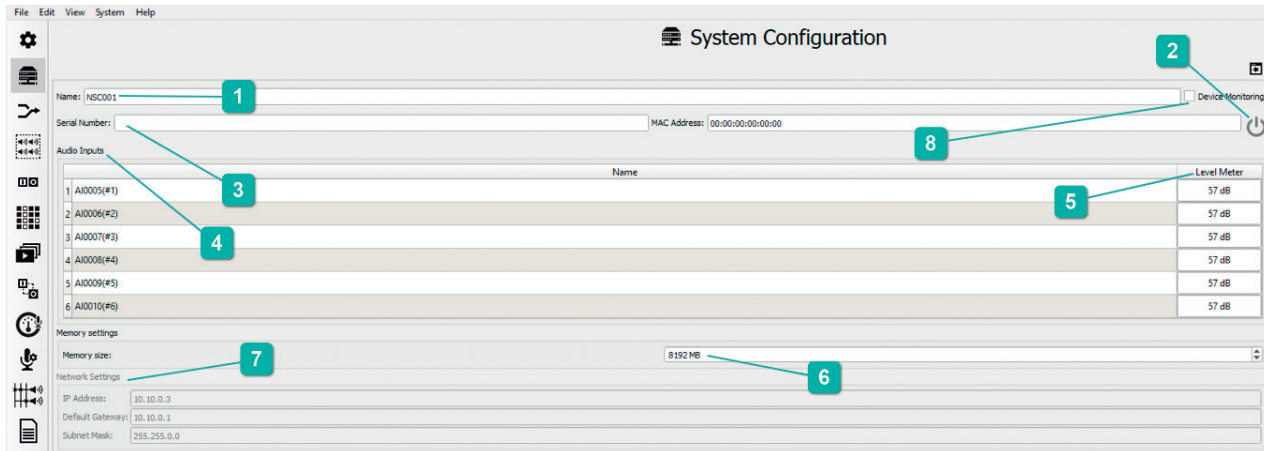 File Edit View System Help
System Configuration
2
Name: NSC001 1 Device Monitoring
Serial Number: MAC Address: 00:00:00:00:00:00
8
Audio Inputs
Name Level Meter
1 AI0005(#1) 57 dB
3
5
2 AI0006(#2) 57 dB
3 AI0007(#3) 57 dB
4
4 AI0008(#4) 57 dB
5 AI0009(#5) 57 dB
6 AI0010(#6) 57 dB
Memory settings
Memory size: 7 8192 MB
6
Network Settings
IP Address: 10.10.0.3
Default Gateway: 10.10.0.1
Subnet Mask: 255.255.0.0